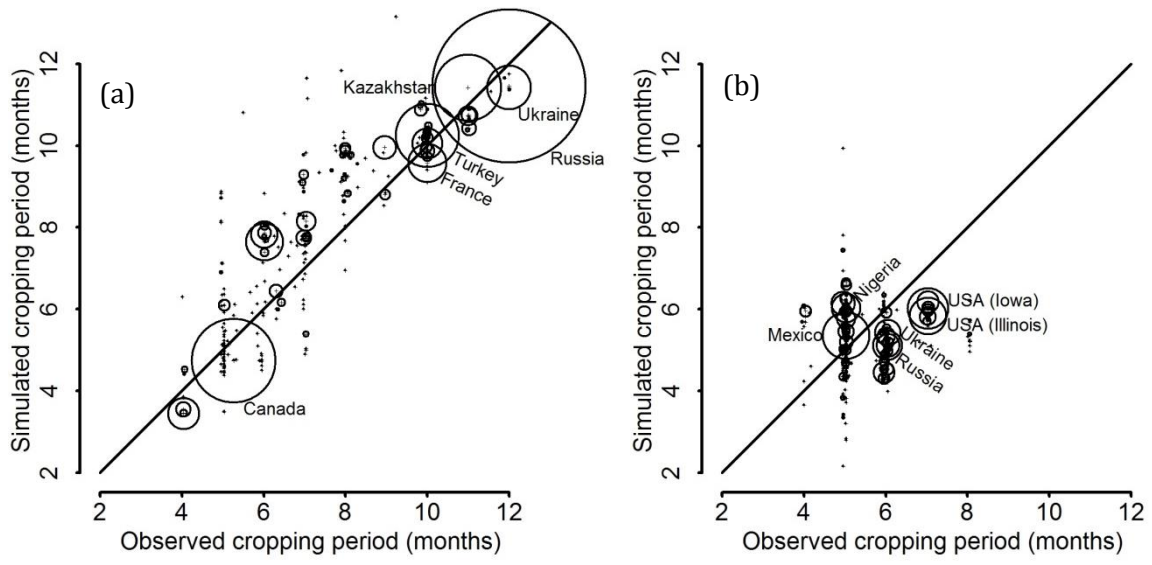 (a)
Simulated cropping period (months)
12
10
8
6
4
2
Kazakhstan
Ukraine
Russia
Turkey
France
Canada
2 4 6 8 10 12
Observed cropping period (months)
(b)
Simulated cropping period (months)
12
10
8
6
4
2
Nigeria
Mexico
USA (Iowa)
USA (Illinois)
Ukraine
Russia
2 4 6 8 10 12
Observed cropping period (months)